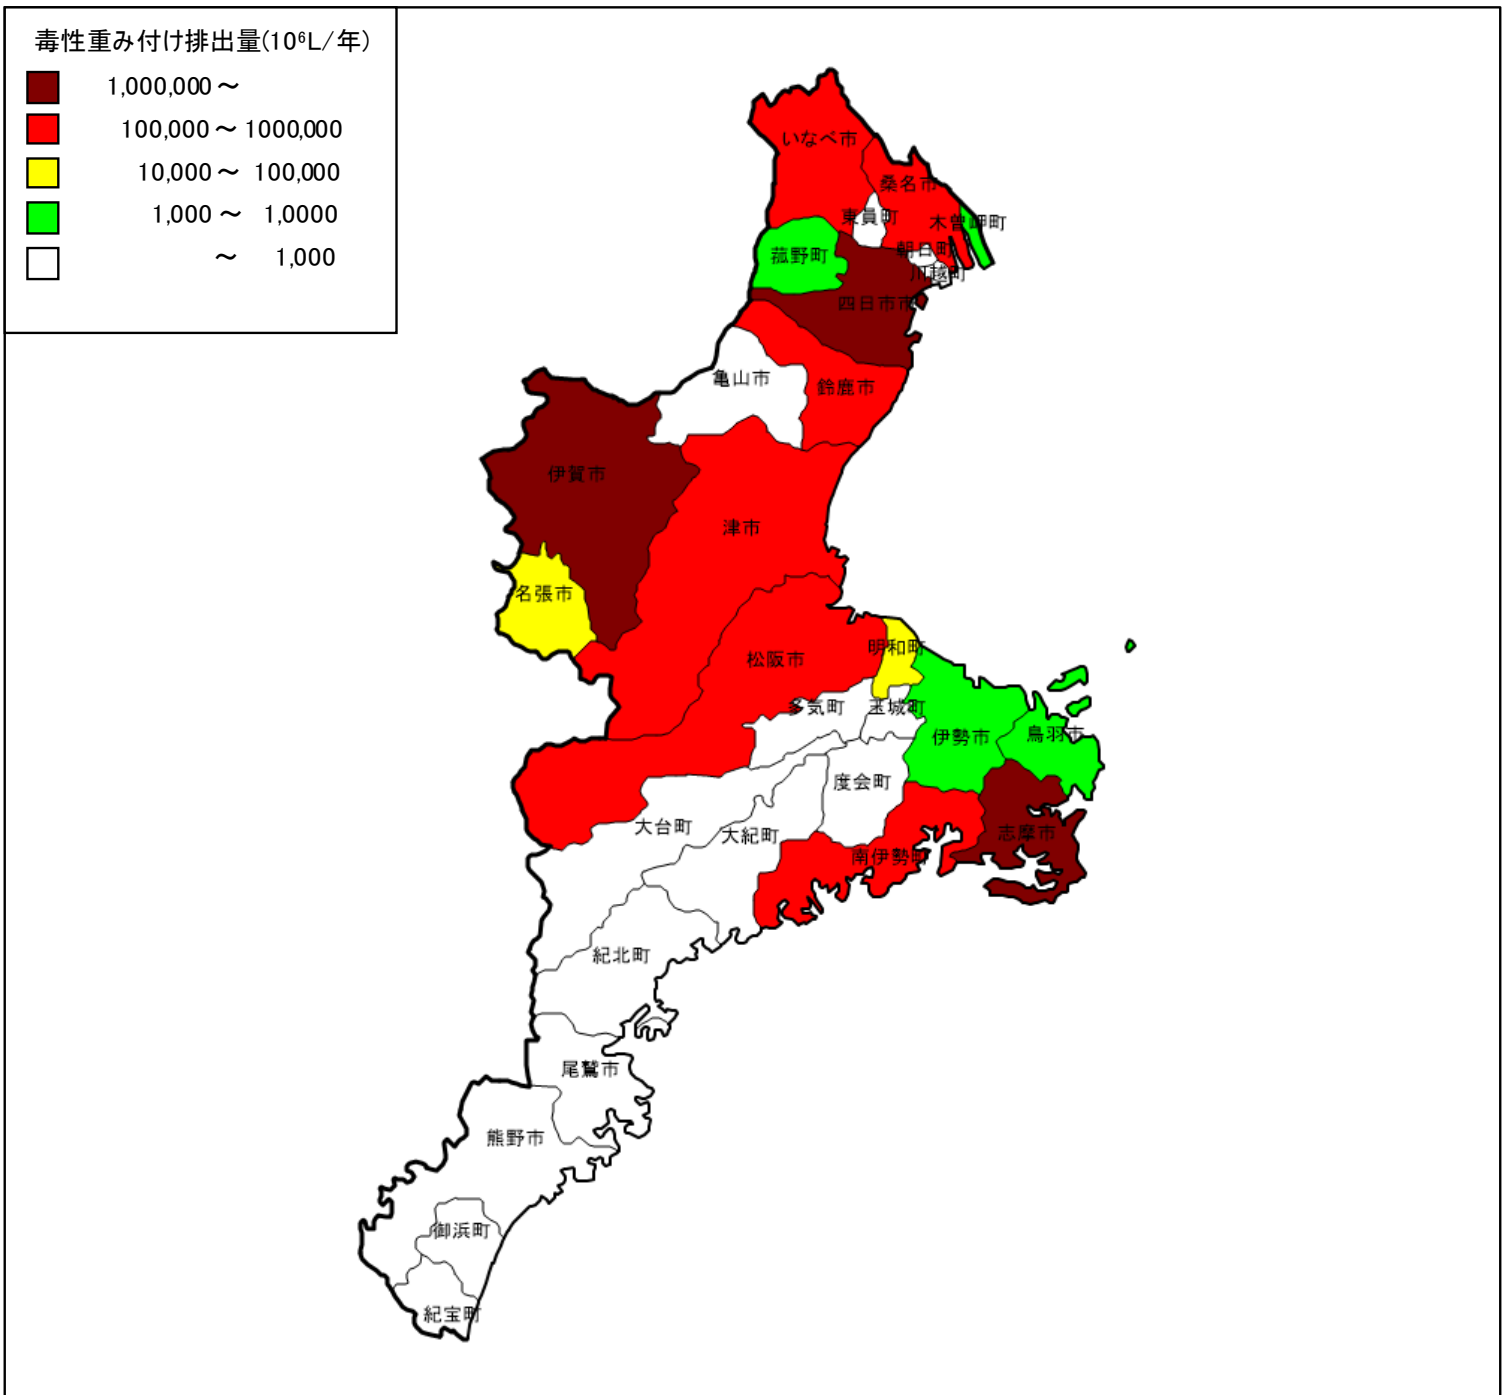 毒性重み付け排出量(10⁶L/年)
1,000,000～
100,000～1000,000
10,000～ 100,000
1,000～ 1,0000
～ 1,000
いなべ市
桑名市
東員町
木曽岬町
朝日町
菰野町
川越町
四日市市
亀山市
鈴鹿市
伊賀市
津市
名張市
明和町
松阪市
多気町
玉城町
伊勢市
鳥羽市
度会町
大台町
大紀町
志摩市
南伊勢町
紀北町
尾鷲市
熊野市
御浜町
紀宝町